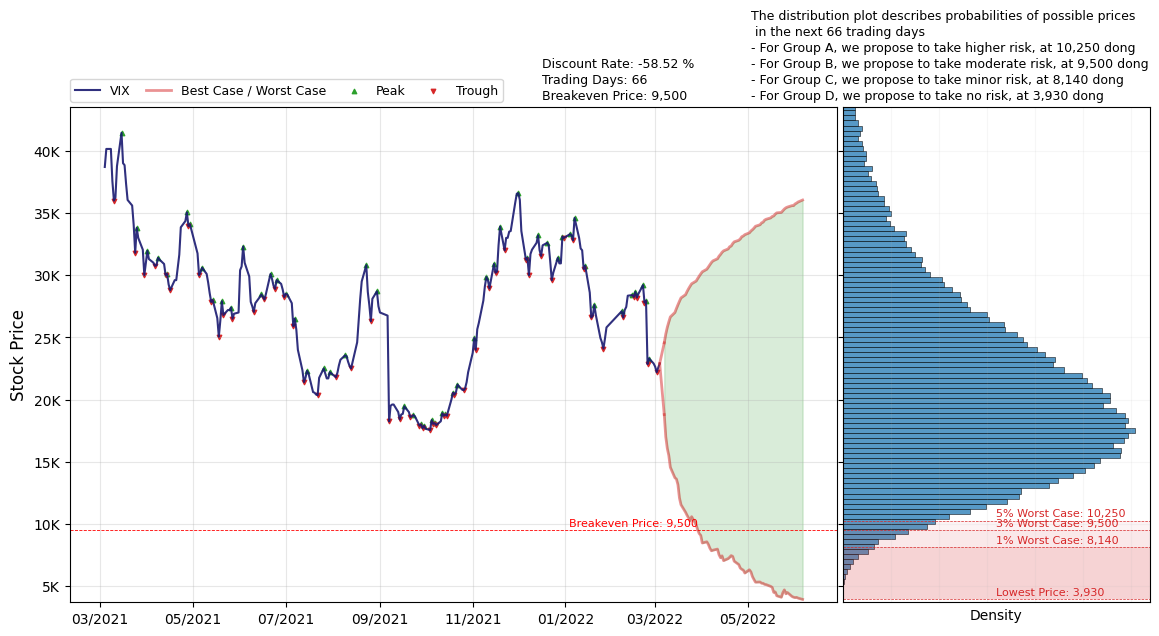 The distribution plot describes probabilities of possible prices
in the next 66 trading days
- For Group A, we propose to take higher risk, at 10,250 dong
- For Group B, we propose to take moderate risk, at 9,500 dong
- For Group C, we propose to take minor risk, at 8,140 dong
- For Group D, we propose to take no risk, at 3,930 dong
Discount Rate: -58.52 %
Trading Days: 66
Breakeven Price: 9,500
VIX
Best Case / Worst Case
Peak
Trough
Stock Price
40K
35K
30K
25K
20K
15K
10K
5K
Breakeven Price: 9,500
03/2021
05/2021
07/2021
09/2021
11/2021
01/2022
03/2022
05/2022
5% Worst Case: 10,250
3% Worst Case: 9,500
1% Worst Case: 8,140
Lowest Price: 3,930
Density